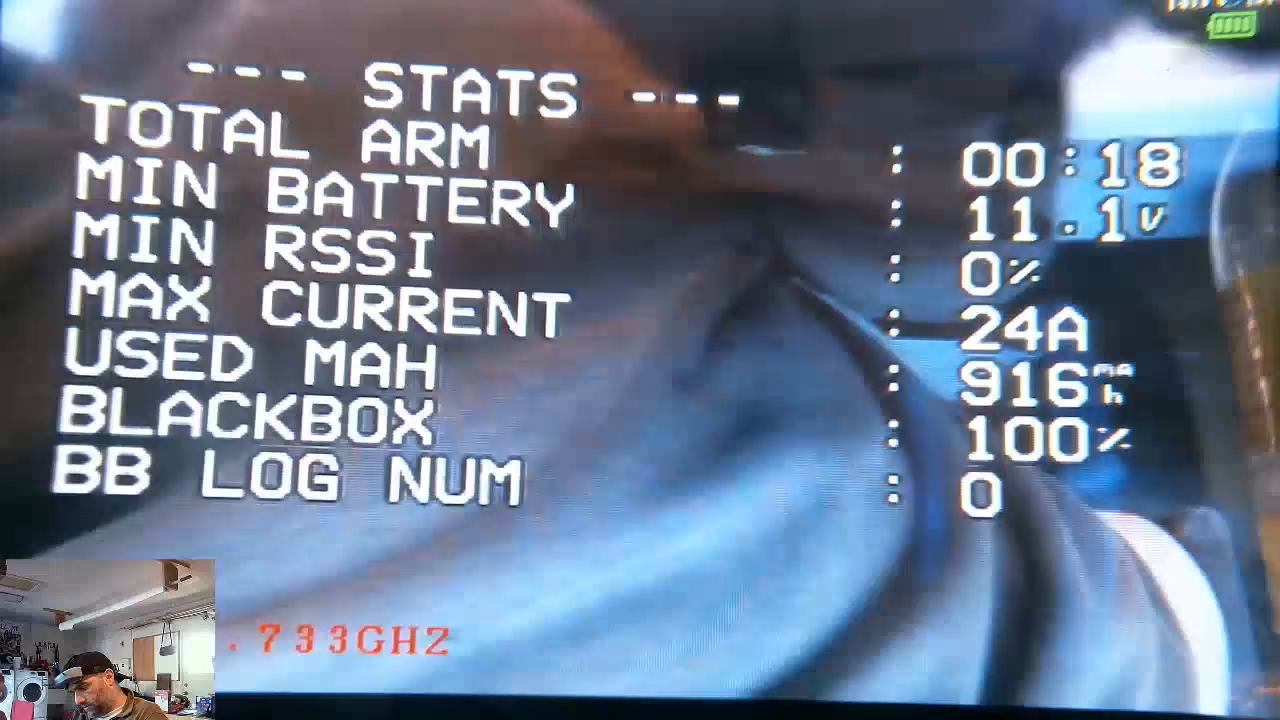 --- STATS ---
TOTAL ARM : 00:18
MIN BATTERY : 11.1V
MIN RSSI : 0%
MAX CURRENT : 24A
USED MAH : 916mAh
BLACKBOX : 100%
BB LOG NUM : 0
.733GHZ